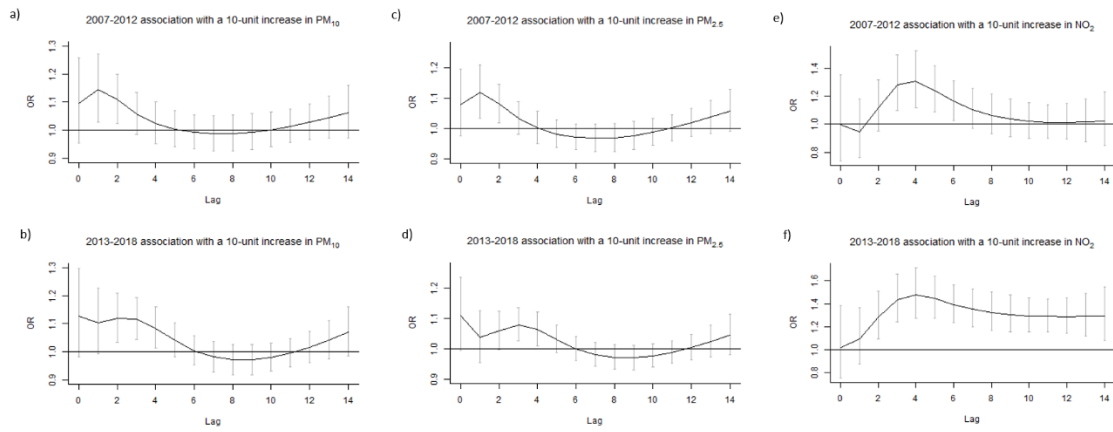 a)
2007-2012 association with a 10-unit increase in PM10
OR
1.3
1.2
1.1
1.0
0.9
0 2 4 6 8 10 12 14
Lag
c)
2007-2012 association with a 10-unit increase in PM2.5
OR
1.2
1.1
1.0
0.9
0 2 4 6 8 10 12 14
Lag
e)
2007-2012 association with a 10-unit increase in NO2
OR
1.4
1.2
1.0
0.8
0 2 4 6 8 10 12 14
Lag
b)
2013-2018 association with a 10-unit increase in PM10
OR
1.3
1.2
1.1
1.0
0.9
0 2 4 6 8 10 12 14
Lag
d)
2013-2018 association with a 10-unit increase in PM2.5
OR
1.2
1.1
1.0
0.9
0 2 4 6 8 10 12 14
Lag
f)
2013-2018 association with a 10-unit increase in NO2
OR
1.6
1.4
1.2
1.0
0.8
0 2 4 6 8 10 12 14
Lag